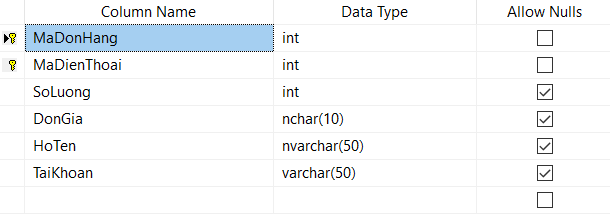 Column Name Data Type Allow Nulls
MaDonHang int
MaDienThoai int
SoLuong int
DonGia nchar(10)
HoTen nvarchar(50)
TaiKhoan varchar(50)